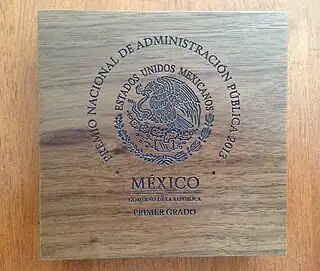 PREMIO NACIONAL DE ADMINISTRACIÓN PÚBLICA 2013
ESTADOS UNIDOS MEXICANOS
MÉXICO
GOBIERNO DE LA REPÚBLICA
PRIMER GRADO